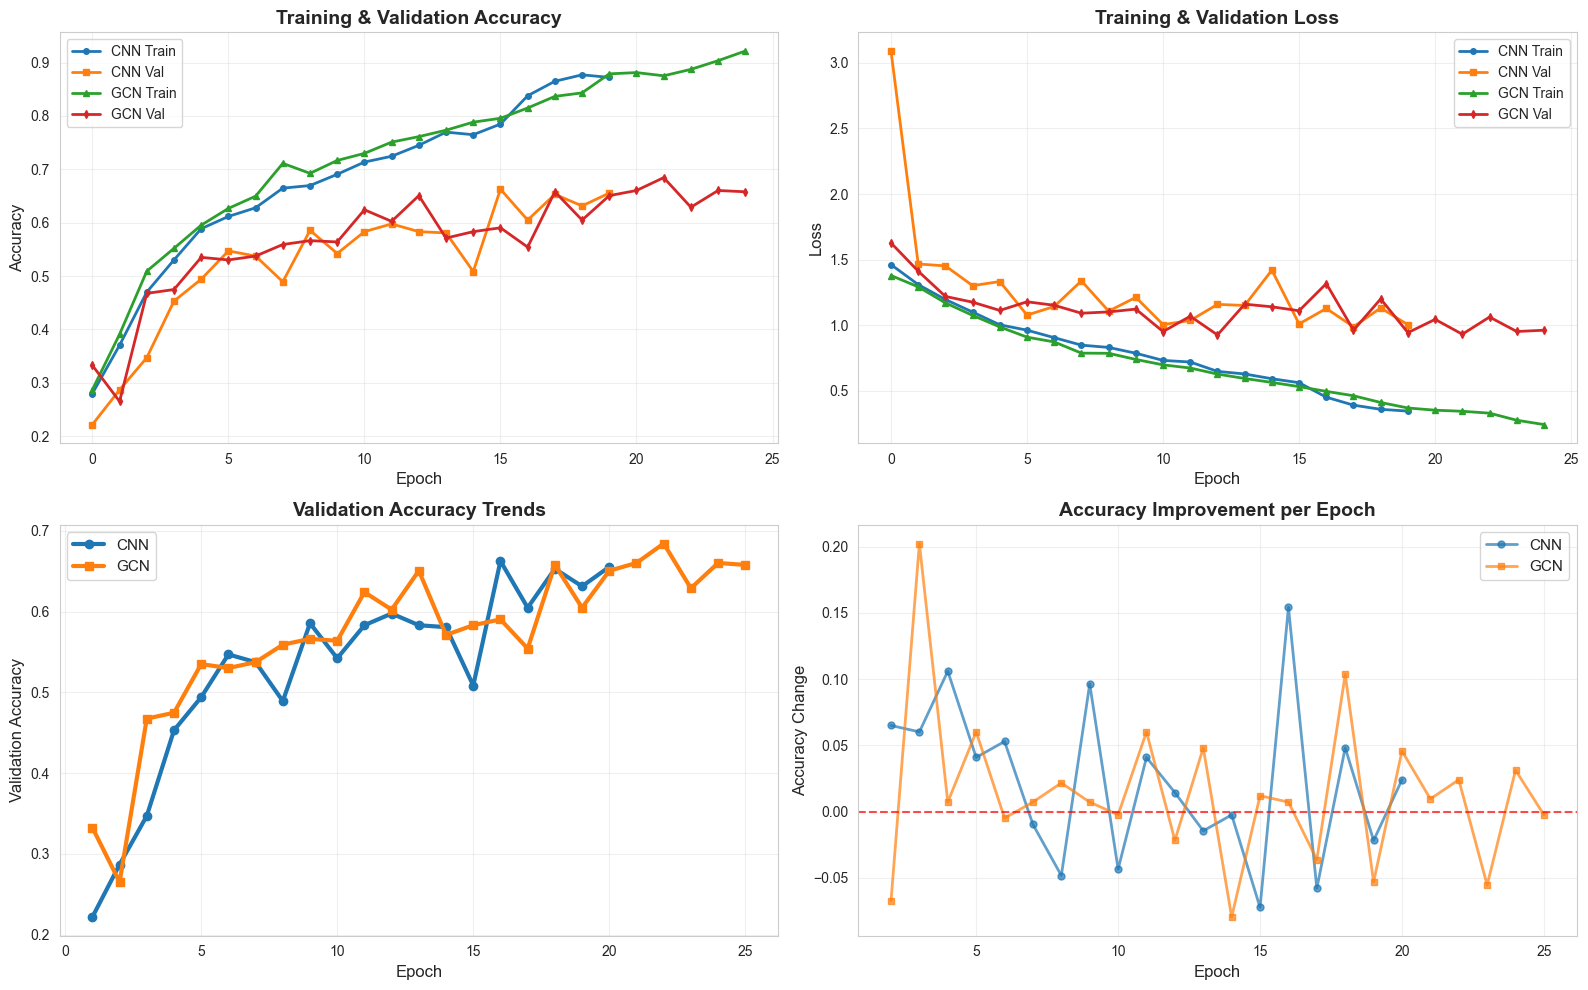 Training & Validation Accuracy
CNN Train
CNN Val
GCN Train
GCN Val
Accuracy
0.9
0.8
0.7
0.6
0.5
0.4
0.3
0.2
0
5
10
15
20
25
Epoch
Training & Validation Loss
CNN Train
CNN Val
GCN Train
GCN Val
Loss
3.0
2.5
2.0
1.5
1.0
0.5
0
5
10
15
20
25
Epoch
Validation Accuracy Trends
CNN
GCN
Validation Accuracy
0.7
0.6
0.5
0.4
0.3
0.2
0
5
10
15
20
25
Epoch
Accuracy Improvement per Epoch
CNN
GCN
Accuracy Change
0.20
0.15
0.10
0.05
0.00
−0.05
5
10
15
20
25
Epoch